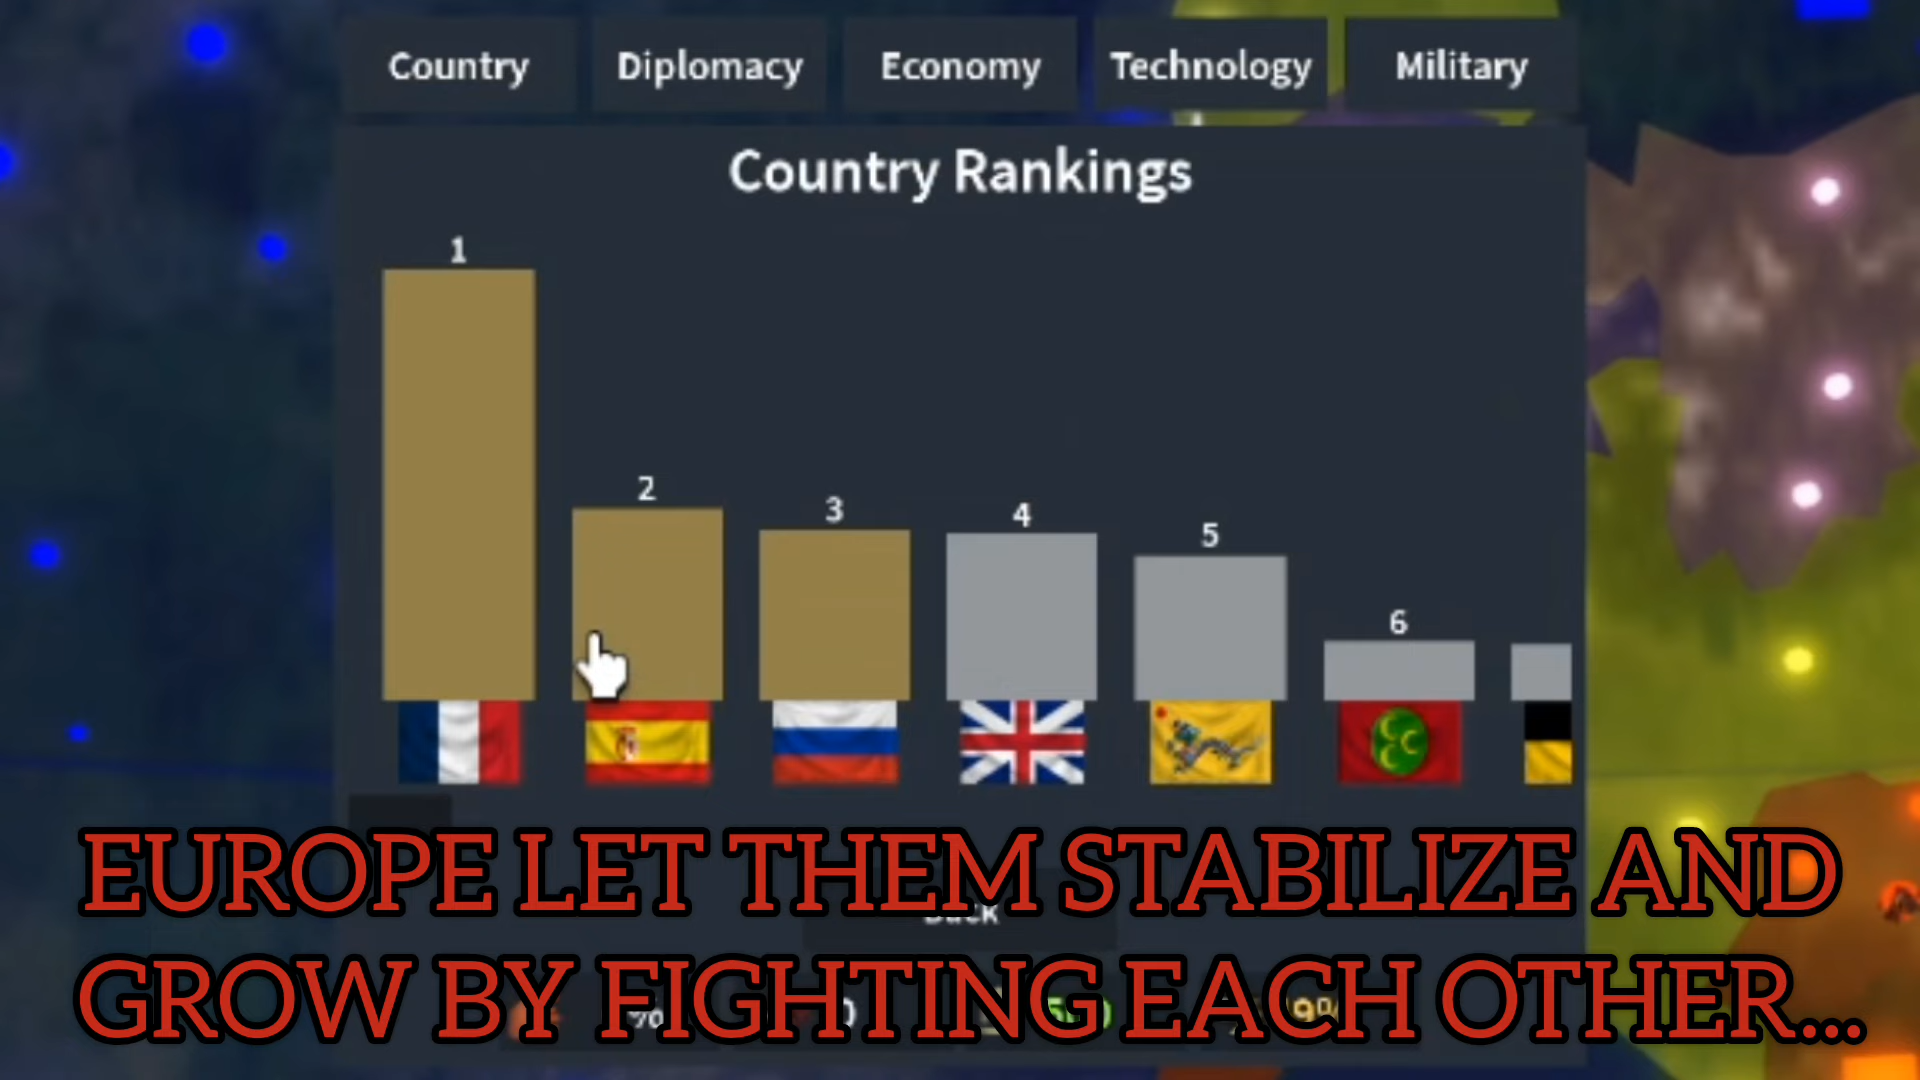 Country Diplomacy Economy Technology Military
Country Rankings
1
2
3
4
5
6
EUROPE LET THEM STABILIZE AND
Back
GROW BY FIGHTING EACH OTHER...